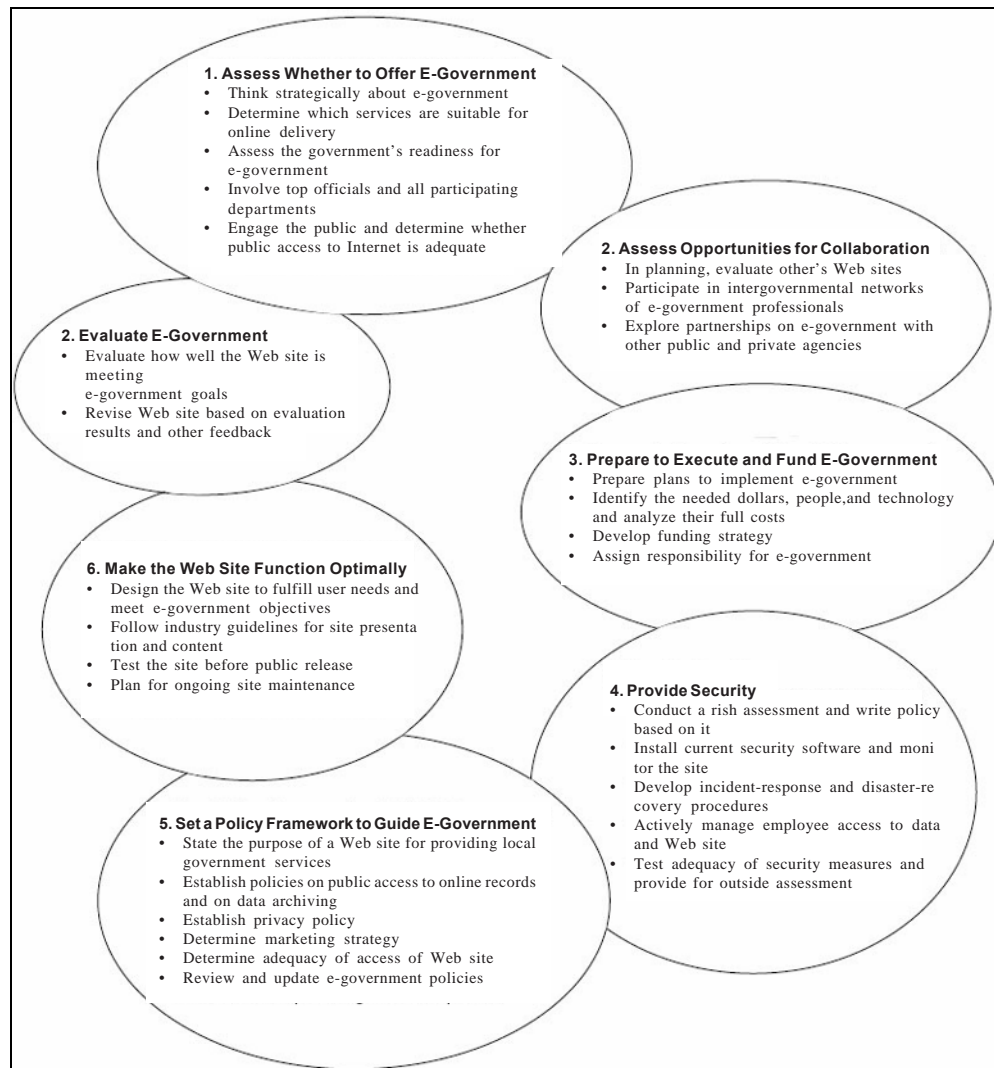 1. Assess Whether to Offer E-Government
• Think strategically about e-government
• Determine which services are suitable for
online delivery
• Assess the government's readiness for
e-government
• Involve top officials and all participating
departments
• Engage the public and determine whether
public access to Internet is adequate
2. Assess Opportunities for Collaboration
• In planning, evaluate other's Web sites
• Participate in intergovernmental networks
of e-government professionals
• Explore partnerships on e-government with
other public and private agencies
3. Prepare to Execute and Fund E-Government
• Prepare plans to implement e-government
• Identify the needed dollars, people,and technology
and analyze their full costs
• Develop funding strategy
• Assign responsibility for e-government
4. Provide Security
• Conduct a rish assessment and write policy
based on it
• Install current security software and moni
tor the site
• Develop incident-response and disaster-re
covery procedures
• Actively manage employee access to data
and Web site
• Test adequacy of security measures and
provide for outside assessment
5. Set a Policy Framework to Guide E-Government
• State the purpose of a Web site for providing local
government services
• Establish policies on public access to online records
and on data archiving
• Establish privacy policy
• Determine marketing strategy
• Determine adequacy of access of Web site
• Review and update e-government policies
6. Make the Web Site Function Optimally
• Design the Web site to fulfill user needs and
meet e-government objectives
• Follow industry guidelines for site presenta
tion and content
• Test the site before public release
• Plan for ongoing site maintenance
2. Evaluate E-Government
• Evaluate how well the Web site is
meeting
e-government goals
• Revise Web site based on evaluation
results and other feedback